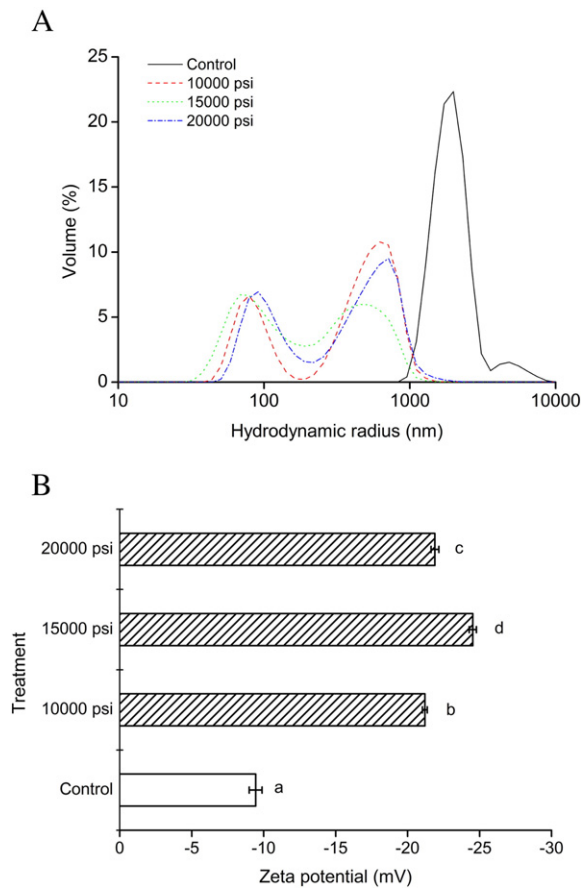 A
Control
10000 psi
15000 psi
20000 psi
25
20
15
10
5
0
Volume (%)
10 100 1000 10000
Hydrodynamic radius (nm)
B
20000 psi c
15000 psi d
10000 psi b
Control a
Treatment
0 -5 -10 -15 -20 -25 -30
Zeta potential (mV)